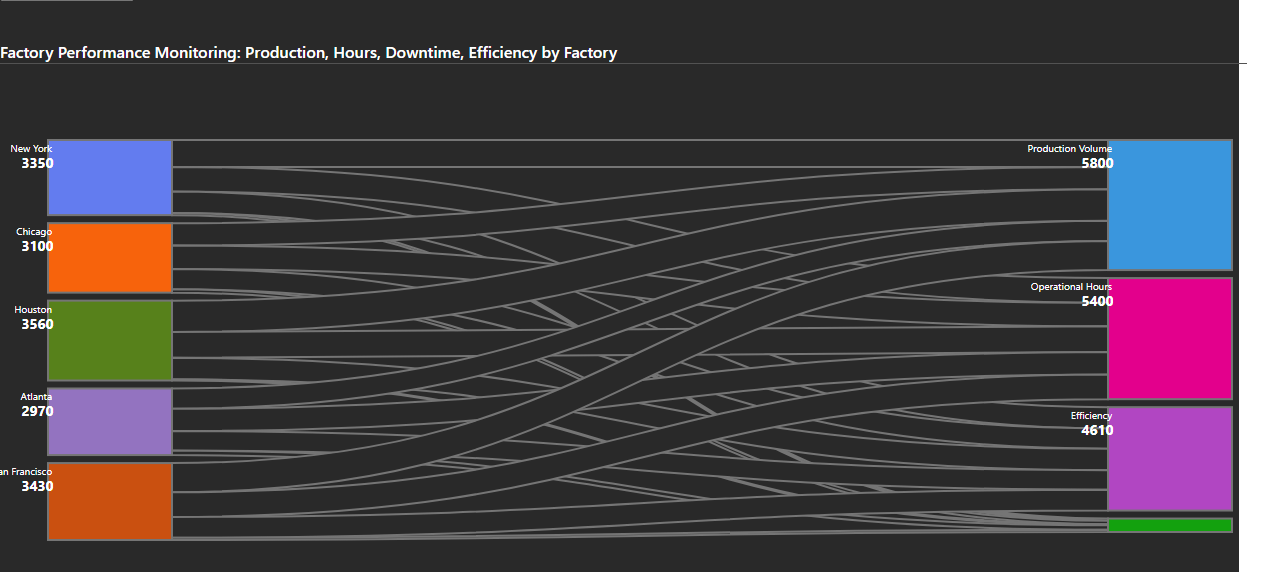 Factory Performance Monitoring: Production, Hours, Downtime, Efficiency by Factory
New York
3350
Production Volume
5800
Chicago
3100
Operational Hours
5400
Houston
3560
Atlanta
2970
Efficiency
4610
an Francisco
3430